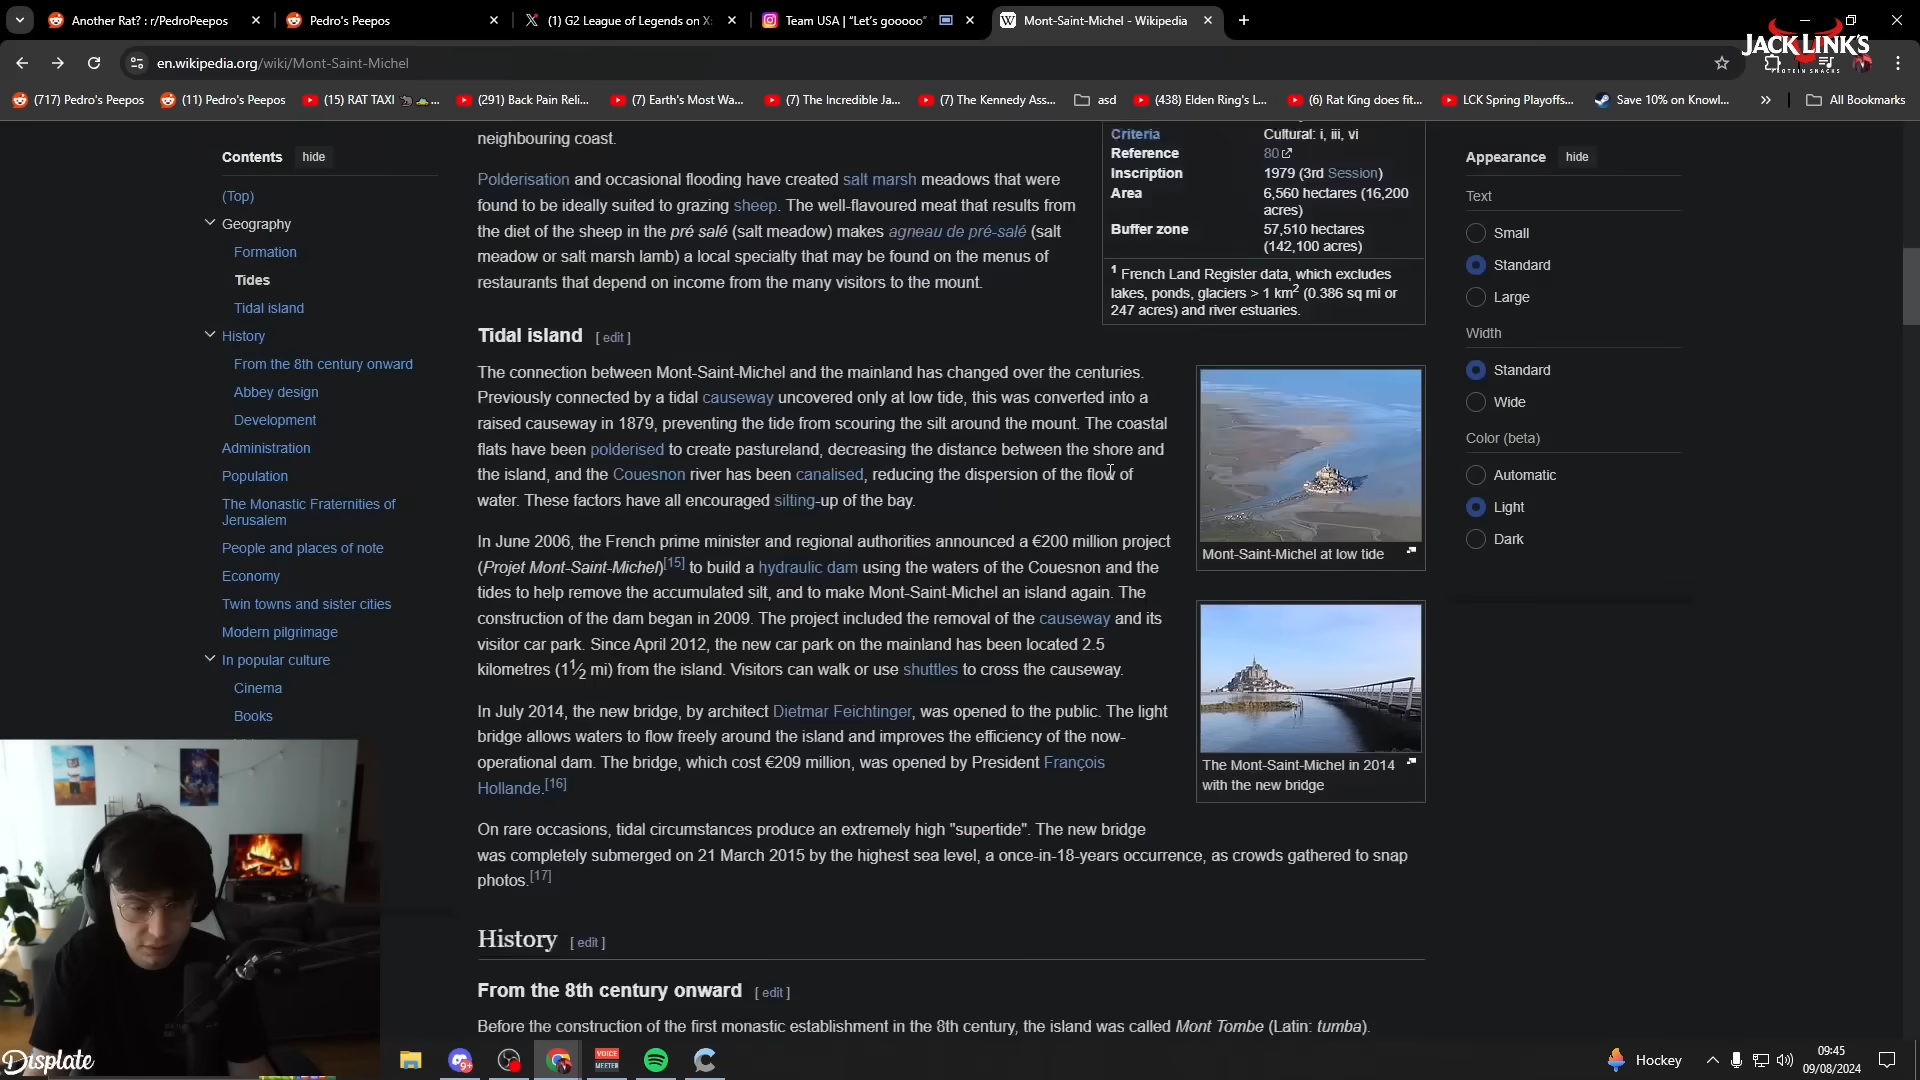 Another Rat? : r/PedroPeepos
Pedro's Peepos
(1) G2 League of Legends on X:
Team USA | "Let's gooooo"
Mont-Saint-Michel - Wikipedia
JACK LINK'S
PROTEIN SNACKS
en.wikipedia.org/wiki/Mont-Saint-Michel
(717) Pedro's Peepos
(11) Pedro's Peepos
(15) RAT TAXI ...
(291) Back Pain Reli...
(7) Earth's Most Wa...
(7) The Incredible Ja...
(7) The Kennedy Ass...
asd
(438) Elden Ring's L...
(6) Rat King does fit...
LCK Spring Playoffs...
Save 10% on Knowl...
All Bookmarks
Contents hide
(Top)
Geography
Formation
Tides
Tidal island
History
From the 8th century onward
Abbey design
Development
Administration
Population
The Monastic Fraternities of
Jerusalem
People and places of note
Economy
Twin towns and sister cities
Modern pilgrimage
In popular culture
Cinema
Books
neighbouring coast.
Polderisation and occasional flooding have created salt marsh meadows that were
found to be ideally suited to grazing sheep. The well-flavoured meat that results from
the diet of the sheep in the pré salé (salt meadow) makes agneau de pré-salé (salt
meadow or salt marsh lamb) a local specialty that may be found on the menus of
restaurants that depend on income from the many visitors to the mount.
Criteria Cultural: i, iii, vi
Reference 80
Inscription 1979 (3rd Session)
Area 6,560 hectares (16,200
acres)
Buffer zone 57,510 hectares
(142,100 acres)
1 French Land Register data, which excludes
lakes, ponds, glaciers > 1 km2 (0.386 sq mi or
247 acres) and river estuaries.
Tidal island [ edit ]
The connection between Mont-Saint-Michel and the mainland has changed over the centuries.
Previously connected by a tidal causeway uncovered only at low tide, this was converted into a
raised causeway in 1879, preventing the tide from scouring the silt around the mount. The coastal
flats have been polderised to create pastureland, decreasing the distance between the shore and
the island, and the Couesnon river has been canalised, reducing the dispersion of the flow of
water. These factors have all encouraged silting-up of the bay.
Mont-Saint-Michel at low tide
In June 2006, the French prime minister and regional authorities announced a €200 million project
(Projet Mont-Saint-Michel)[15] to build a hydraulic dam using the waters of the Couesnon and the
tides to help remove the accumulated silt, and to make Mont-Saint-Michel an island again. The
construction of the dam began in 2009. The project included the removal of the causeway and its
visitor car park. Since April 2012, the new car park on the mainland has been located 2.5
kilometres (1 1⁄2 mi) from the island. Visitors can walk or use shuttles to cross the causeway.
In July 2014, the new bridge, by architect Dietmar Feichtinger, was opened to the public. The light
bridge allows waters to flow freely around the island and improves the efficiency of the now-
operational dam. The bridge, which cost €209 million, was opened by President François
Hollande.[16]
The Mont-Saint-Michel in 2014
with the new bridge
On rare occasions, tidal circumstances produce an extremely high "supertide". The new bridge
was completely submerged on 21 March 2015 by the highest sea level, a once-in-18-years occurrence, as crowds gathered to snap
photos.[17]
History [ edit ]
From the 8th century onward [ edit ]
Before the construction of the first monastic establishment in the 8th century, the island was called Mont Tombe (Latin: tumba).
Appearance hide
Text
Small
Standard
Large
Width
Standard
Wide
Color (beta)
Automatic
Light
Dark
Displate
9+
VOICE
MEETER
Hockey
09:45
09/08/2024